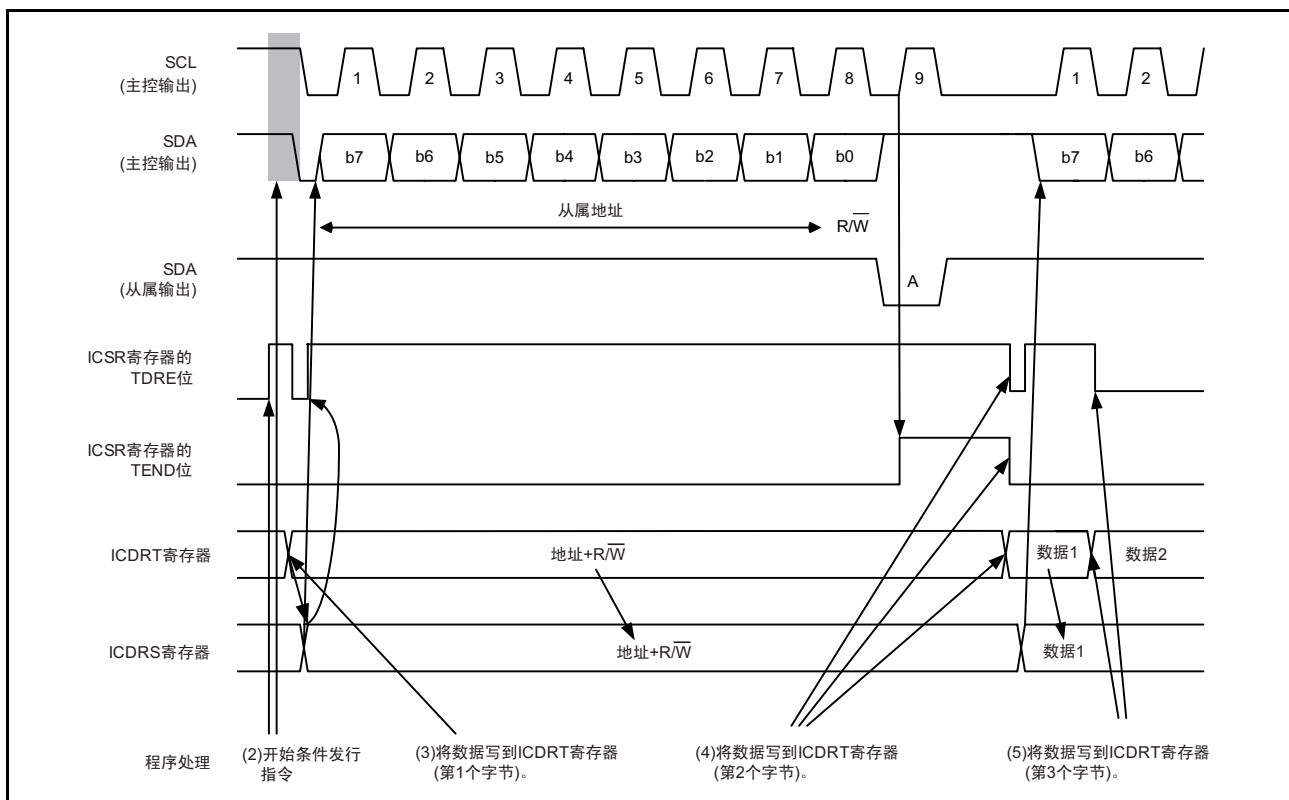 SCL
(主控输出)
1 2 3 4 5 6 7 8 9 1 2
SDA
(主控输出)
b7 b6 b5 b4 b3 b2 b1 b0 b7 b6
从属地址
R/W̅
SDA
(从属输出)
A
ICSR寄存器的
TDRE位
ICSR寄存器的
TEND位
ICDRT寄存器
地址+R/W̅
数据1
数据2
ICDRS寄存器
地址+R/W̅
数据1
程序处理
(2)开始条件发行
指令
(3)将数据写到ICDRT寄存器
(第1个字节)。
(4)将数据写到ICDRT寄存器
(第2个字节)。
(5)将数据写到ICDRT寄存器
(第3个字节)。